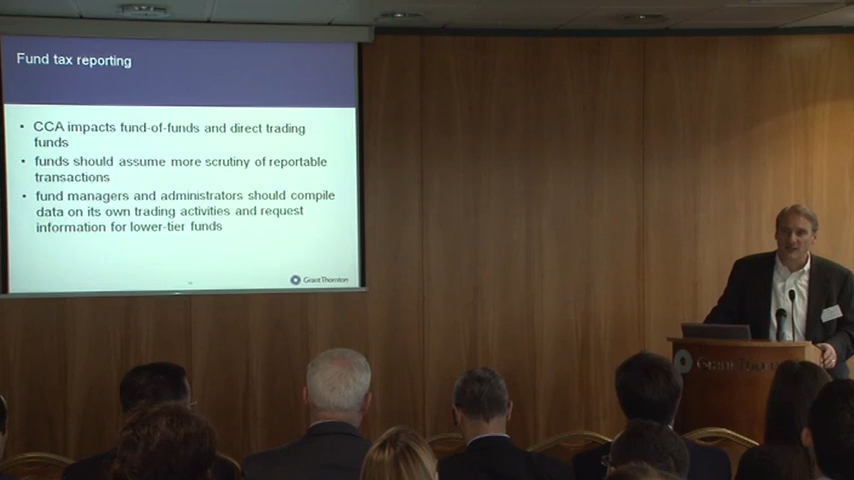 Fund tax reporting
• CCA impacts fund-of-funds and direct trading
funds
• funds should assume more scrutiny of reportable
transactions
• fund managers and administrators should compile
data on its own trading activities and request
information for lower-tier funds
Grant Thornton
Grant Thornton